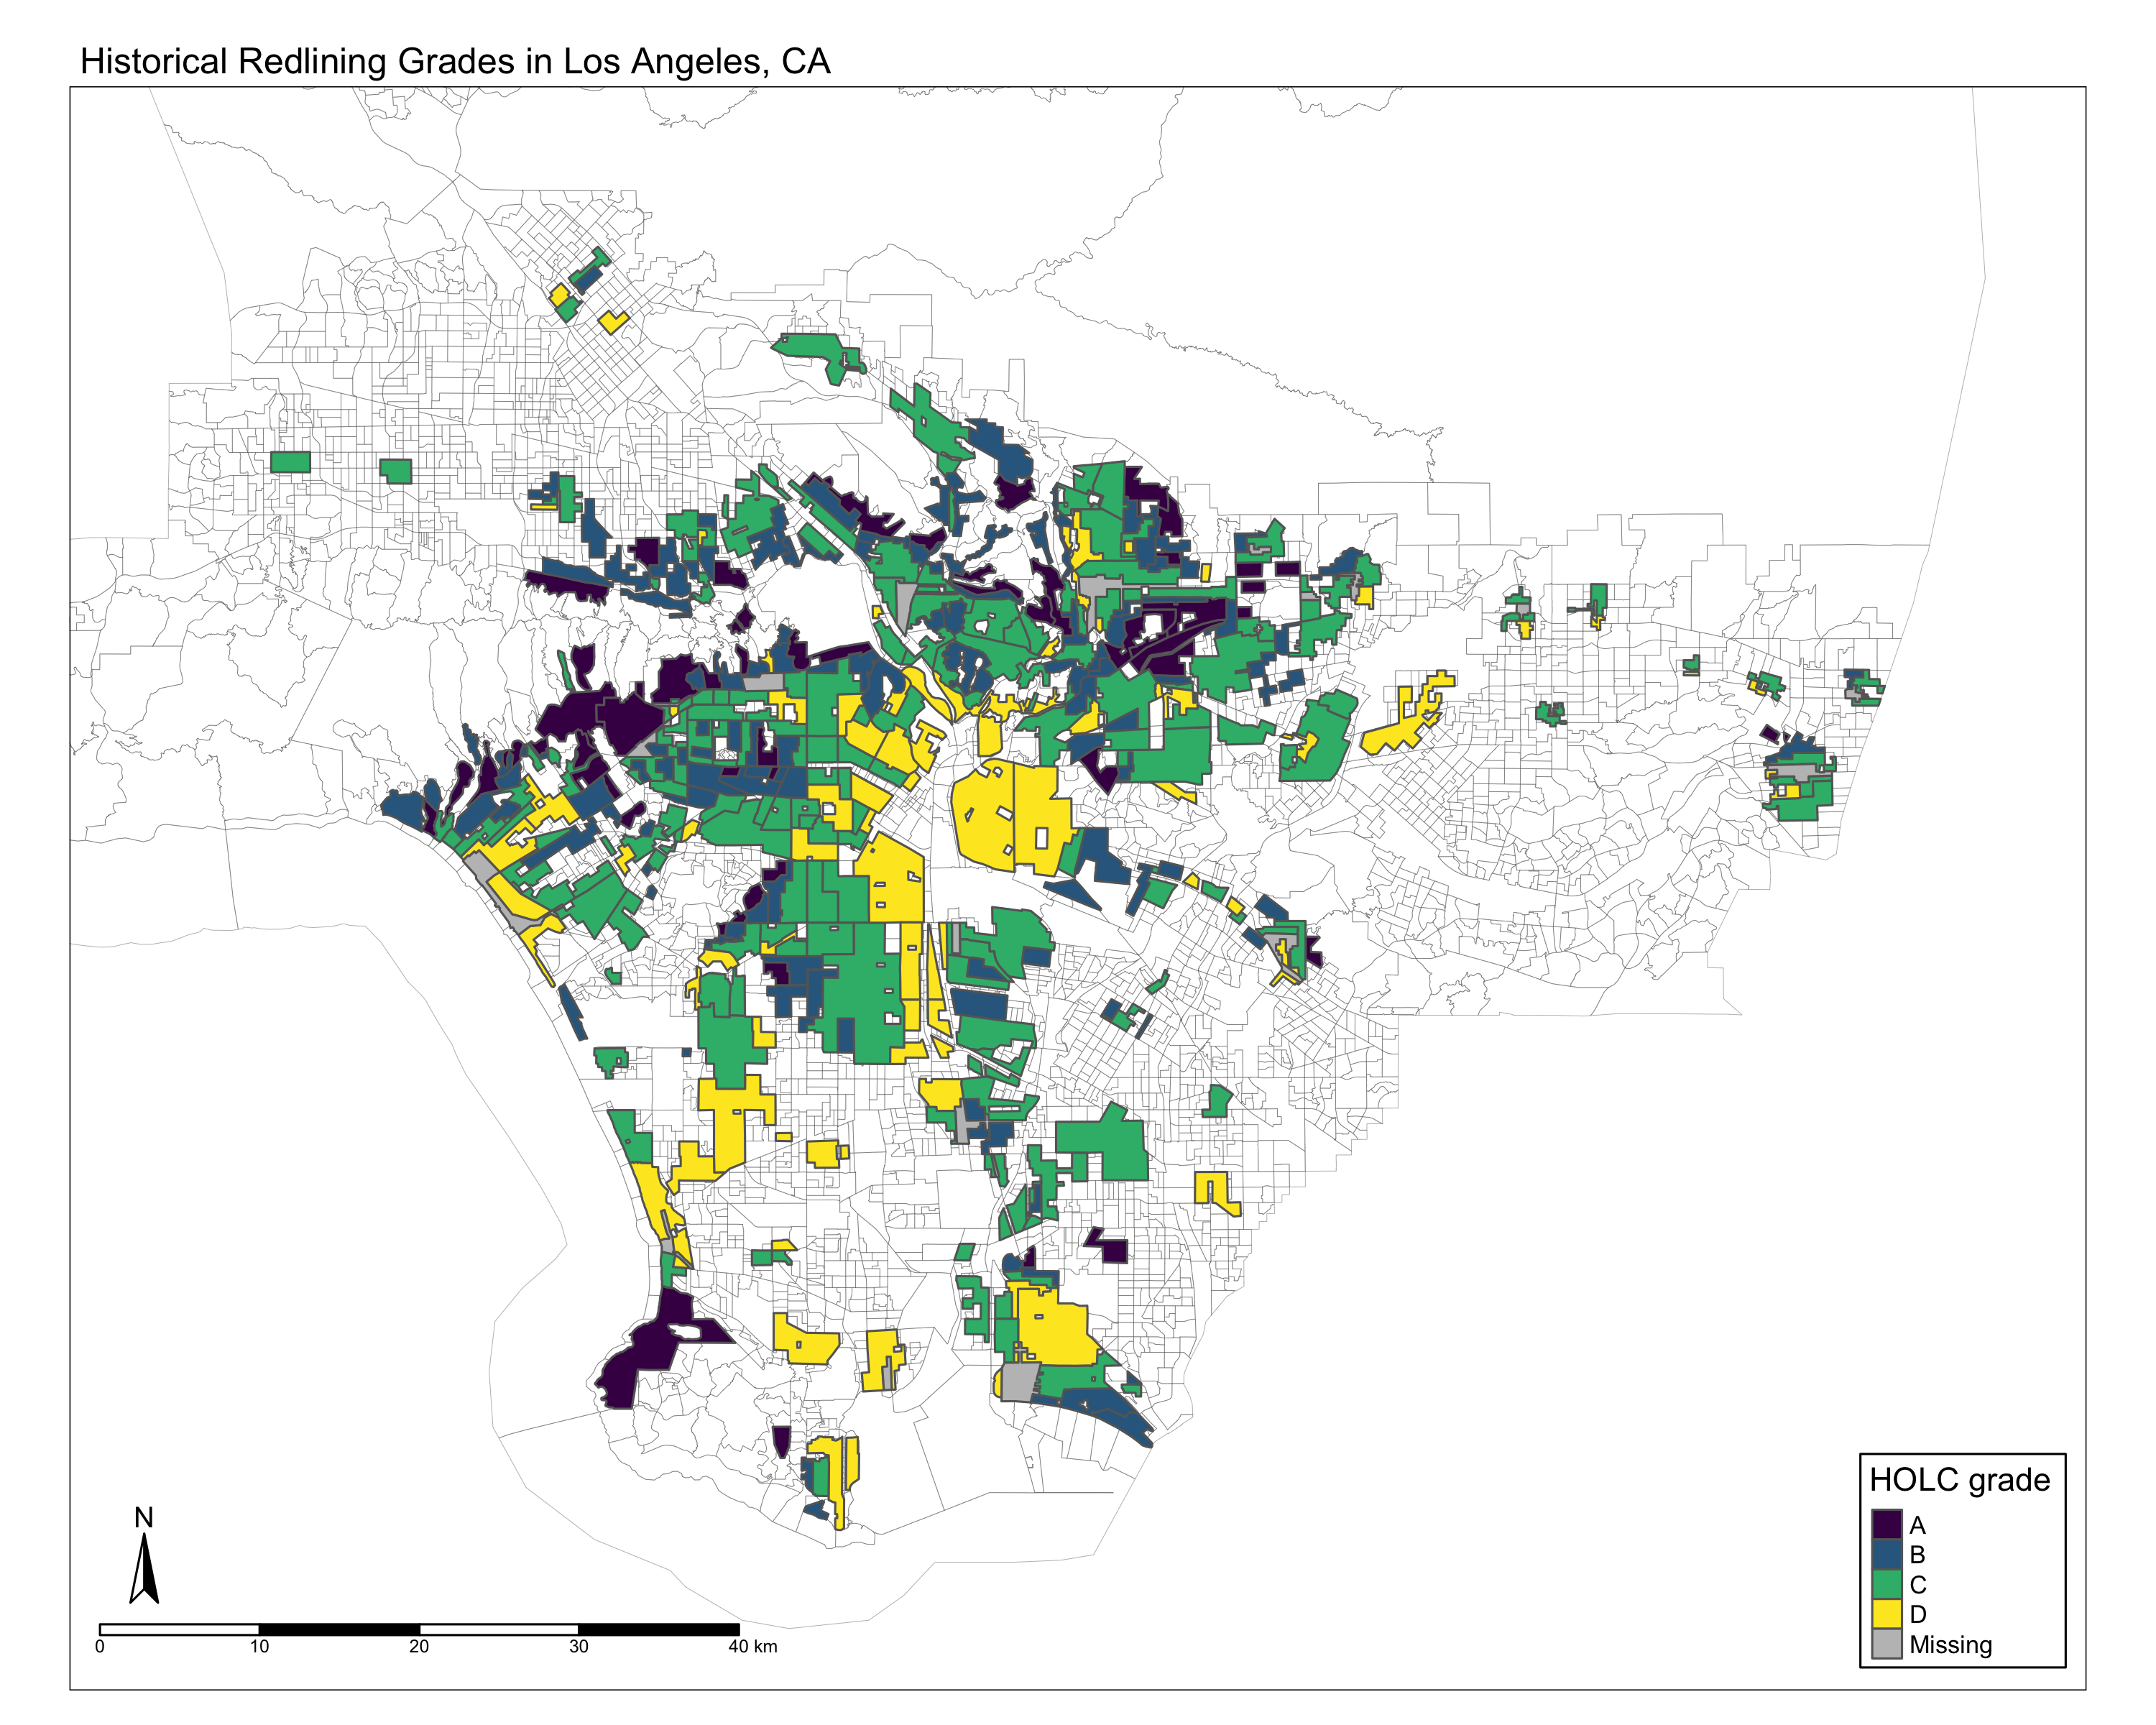 Historical Redlining Grades in Los Angeles, CA
HOLC grade
A
B
C
D
Missing
N
0 10 20 30 40 km